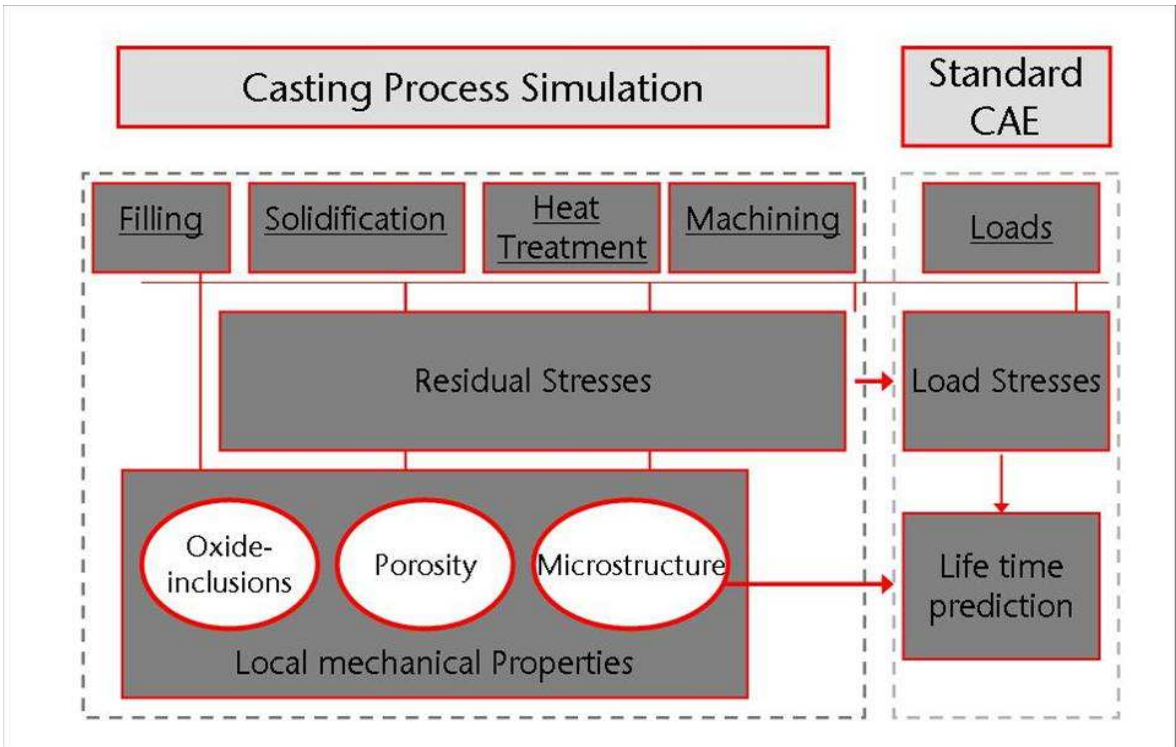 Casting Process Simulation
Standard
CAE
Filling
Solidification
Heat
Treatment
Machining
Loads
Residual Stresses
Load Stresses
Oxide-
inclusions
Porosity
Microstructure
Life time
prediction
Local mechanical Properties